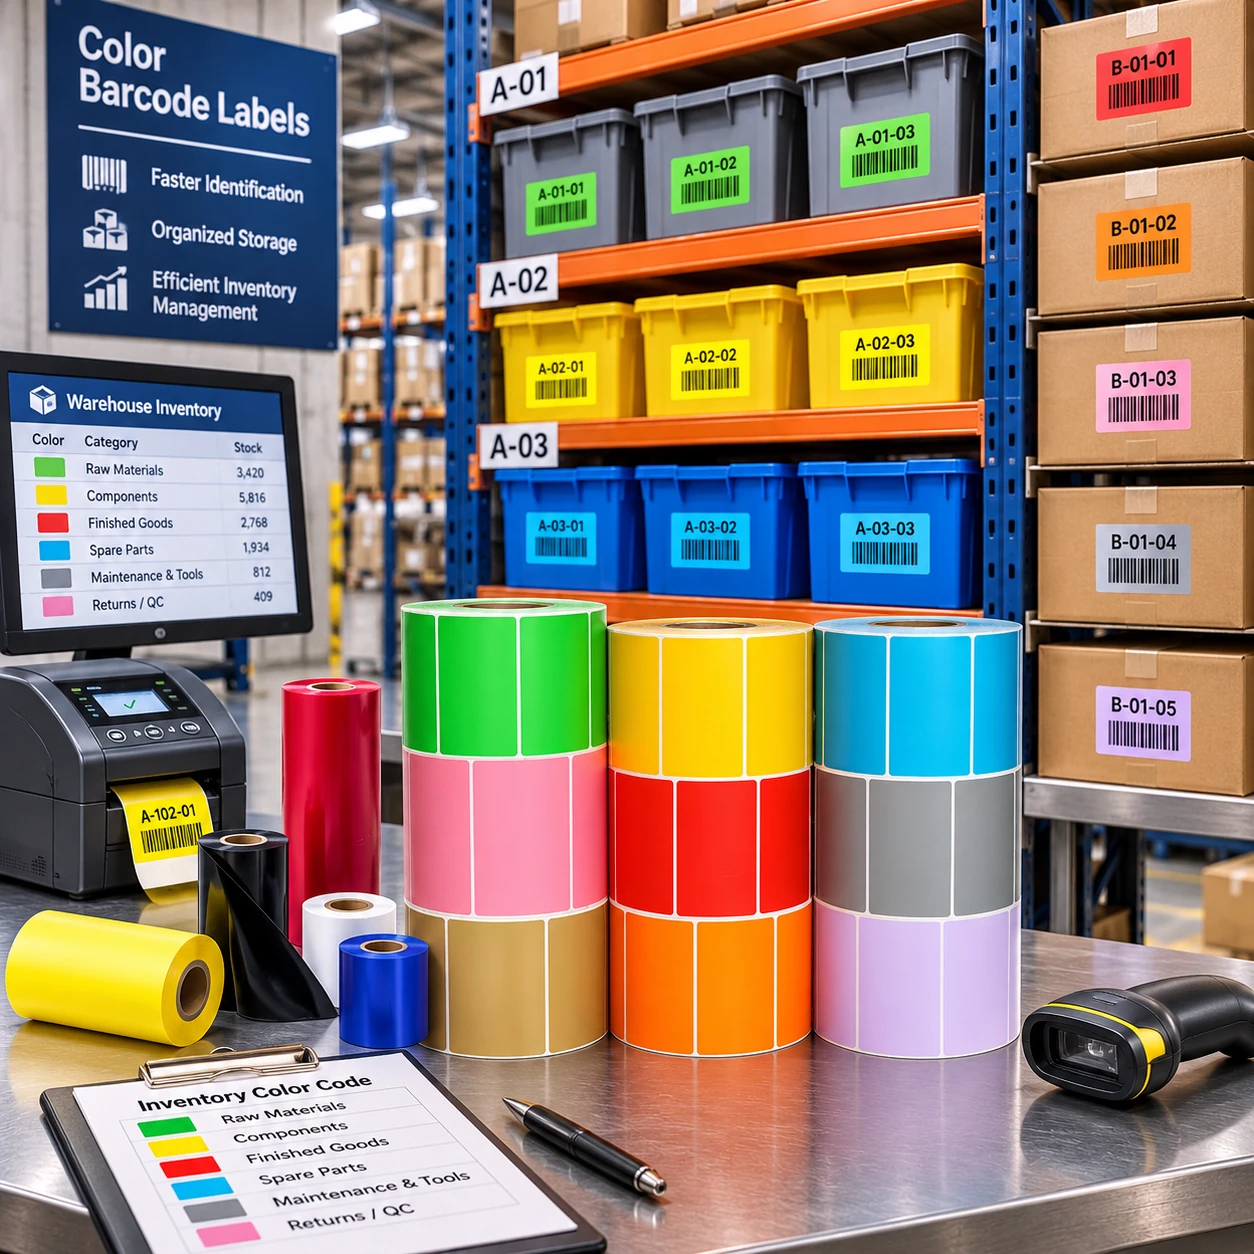 Color
Barcode Labels
Faster Identification
Organized Storage
Efficient Inventory
Management
Warehouse Inventory
Color Category Stock
Raw Materials 3,420
Components 5,816
Finished Goods 2,768
Spare Parts 1,934
Maintenance & Tools 812
Returns / QC 409
A-01
A-01-01
A-01-02
A-01-03
A-02
A-02-01
A-02-02
A-02-03
A-03
A-03-01
A-03-02
A-03-03
B-01-01
B-01-02
B-01-03
B-01-04
B-01-05
A-102-01
Inventory Color Code
Raw Materials
Components
Finished Goods
Spare Parts
Maintenance & Tools
Returns / QC